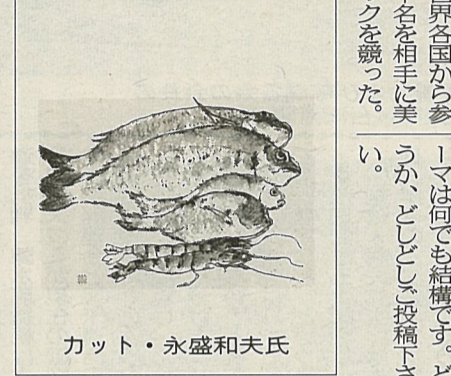 世界各国から参
名を相手に美
クを競った。
ーマは何でも結構です。ど
うか、どしどしご投稿下さ
い。
カット・永盛和夫氏